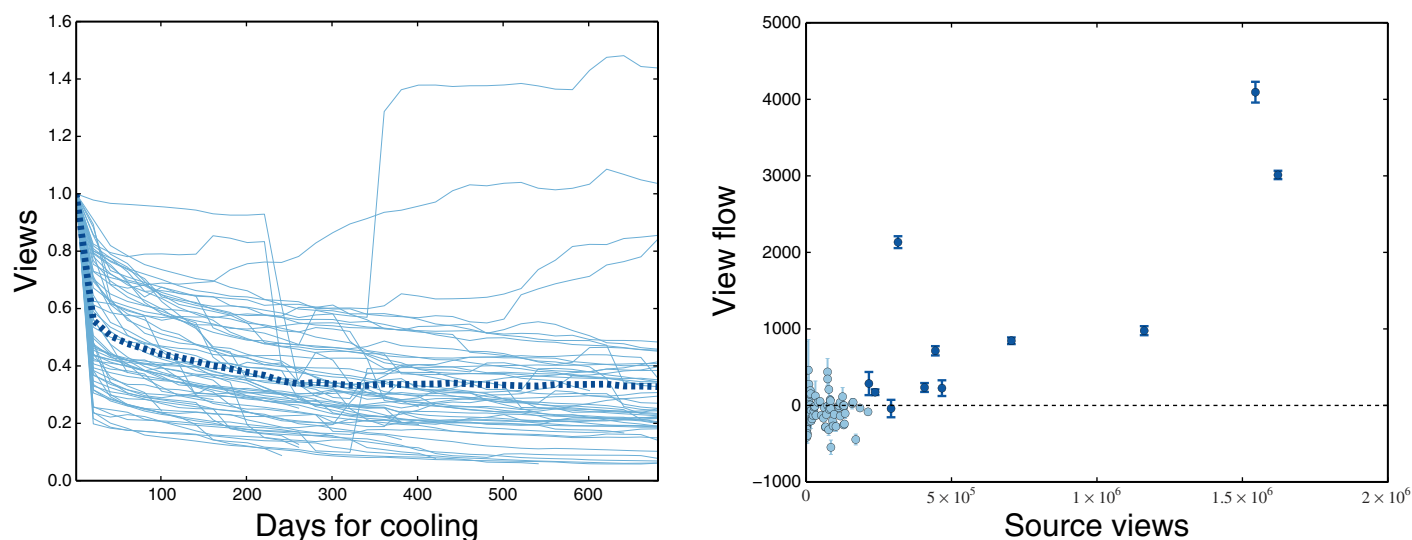 1.6
1.4
1.2
1.0
0.8
0.6
0.4
0.2
0.0
Views
100 200 300 400 500 600
Days for cooling
5000
4000
3000
2000
1000
0
−1000
View flow
0 5 × 10⁵ 1 × 10⁶ 1.5 × 10⁶ 2 × 10⁶
Source views